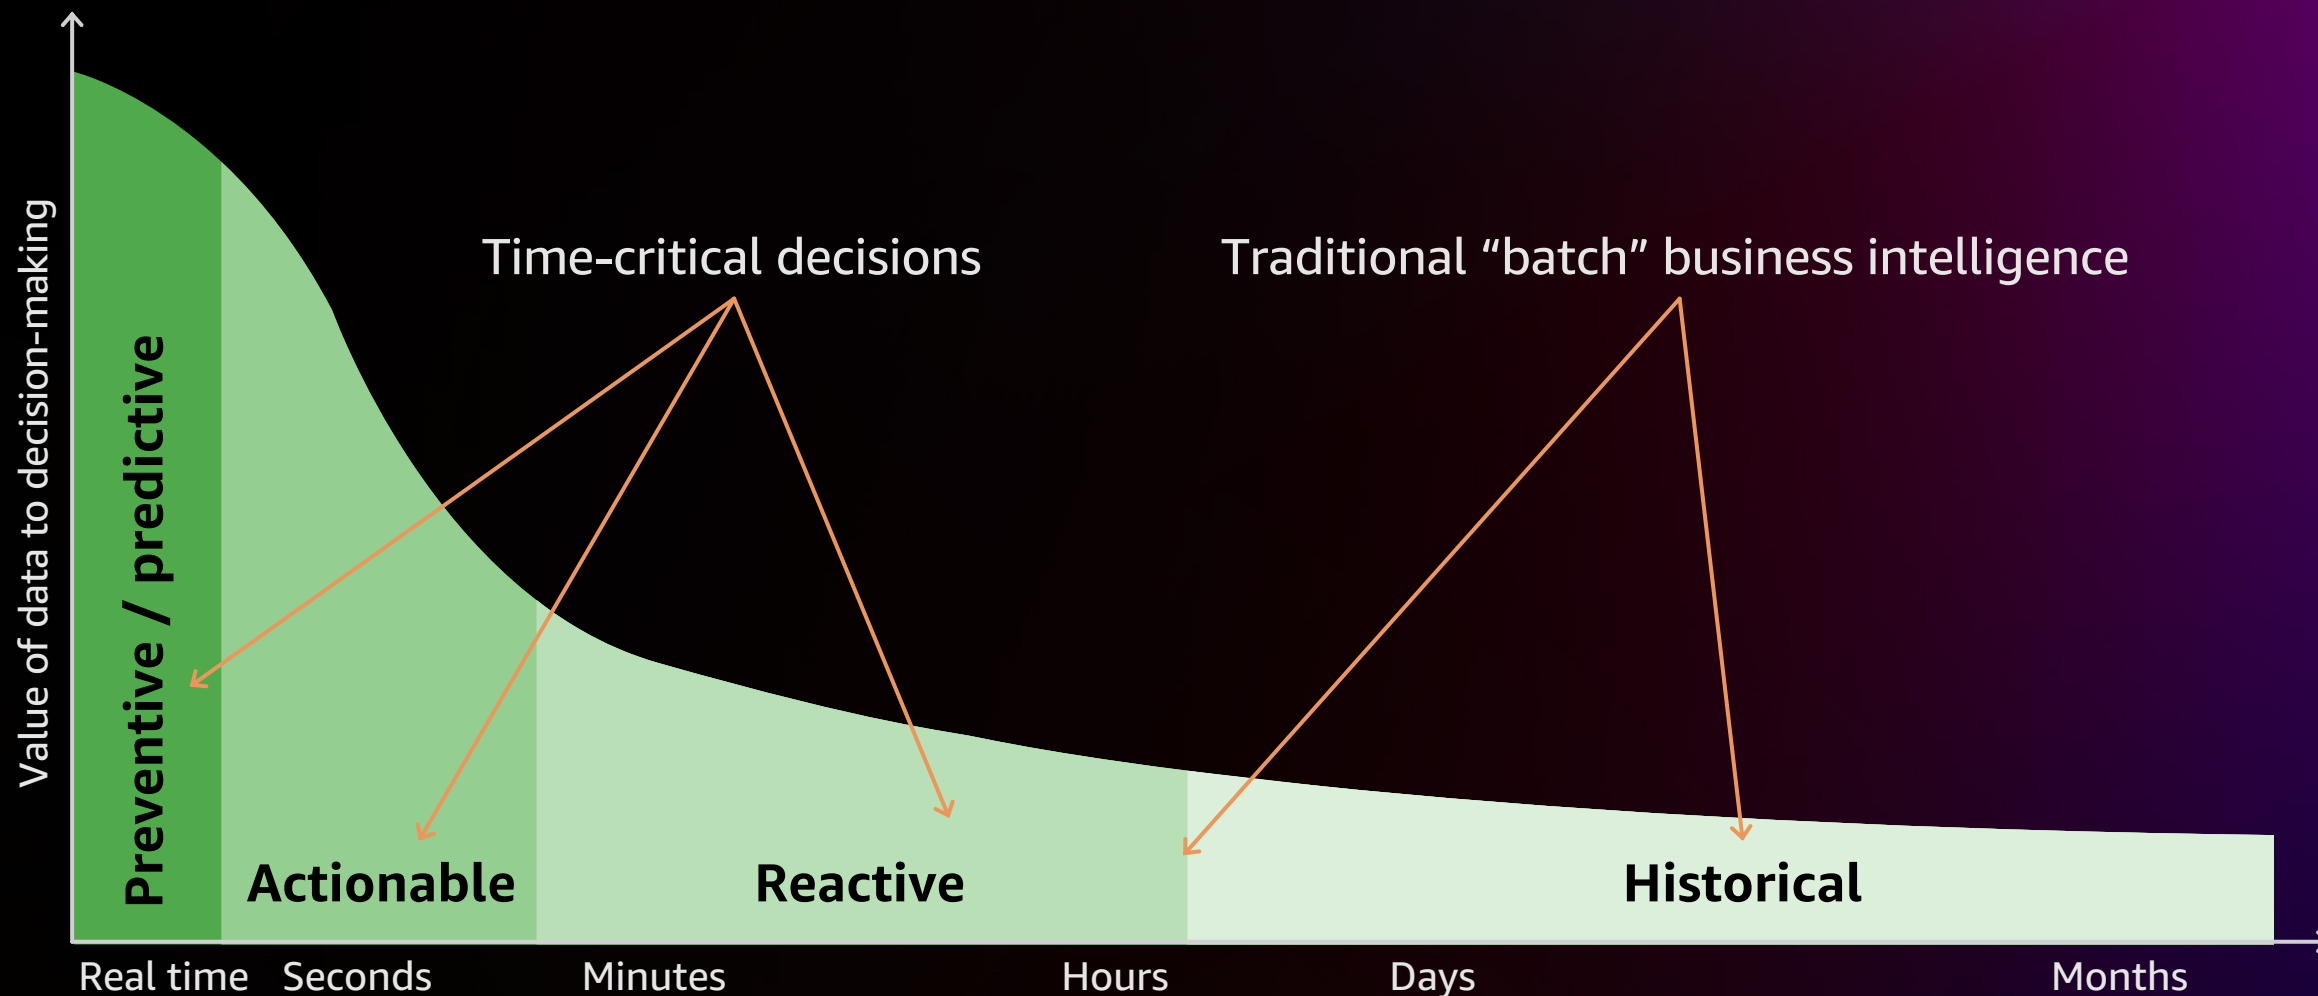 Value of data to decision-making
Time-critical decisions
Traditional “batch” business intelligence
Preventive / predictive
Actionable
Reactive
Historical
Real time
Seconds
Minutes
Hours
Days
Months